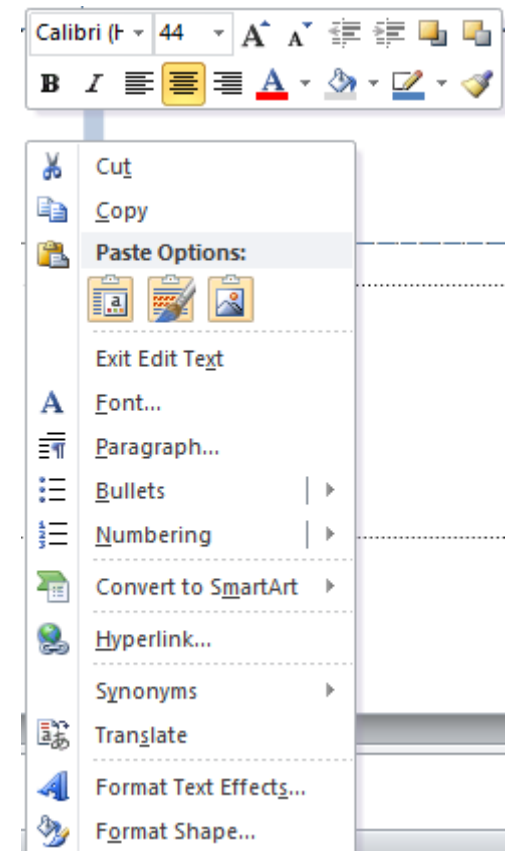 Calibri (H 44
Cut
Copy
Paste Options:
Exit Edit Text
Font...
Paragraph...
Bullets
Numbering
Convert to SmartArt
Hyperlink...
Synonyms
Translate
Format Text Effects...
Format Shape...